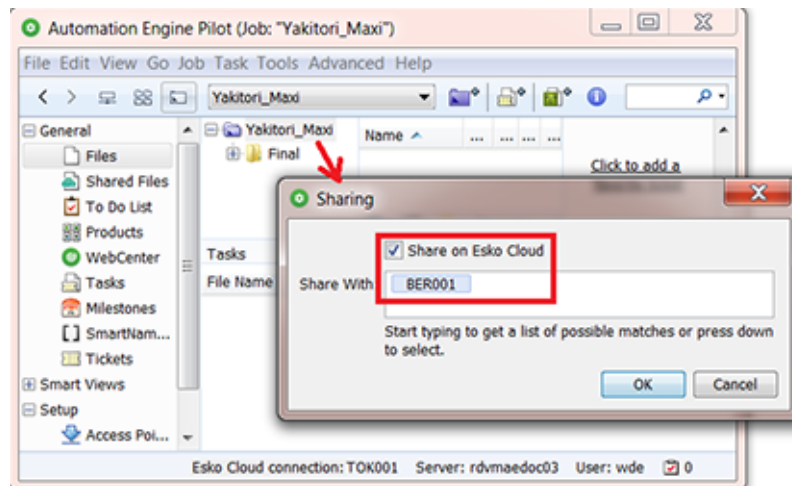 Automation Engine Pilot (Job: "Yakitori_Maxi")
File Edit View Go Job Task Tools Advanced Help
Yakitori_Maxi
General
Files
Shared Files
To Do List
Products
WebCenter
Tasks
Milestones
[ ] SmartNam...
Tickets
Smart Views
Setup
Access Poi...
Yakitori_Maxi
Final
Name ... ... ... ...
Click to add a
Tasks
File Name
Sharing
Share on Esko Cloud
Share With
BER001
Start typing to get a list of possible matches or press down
to select.
OK Cancel
Esko Cloud connection: TOK001 Server: rdvmaedoc03 User: wde 0